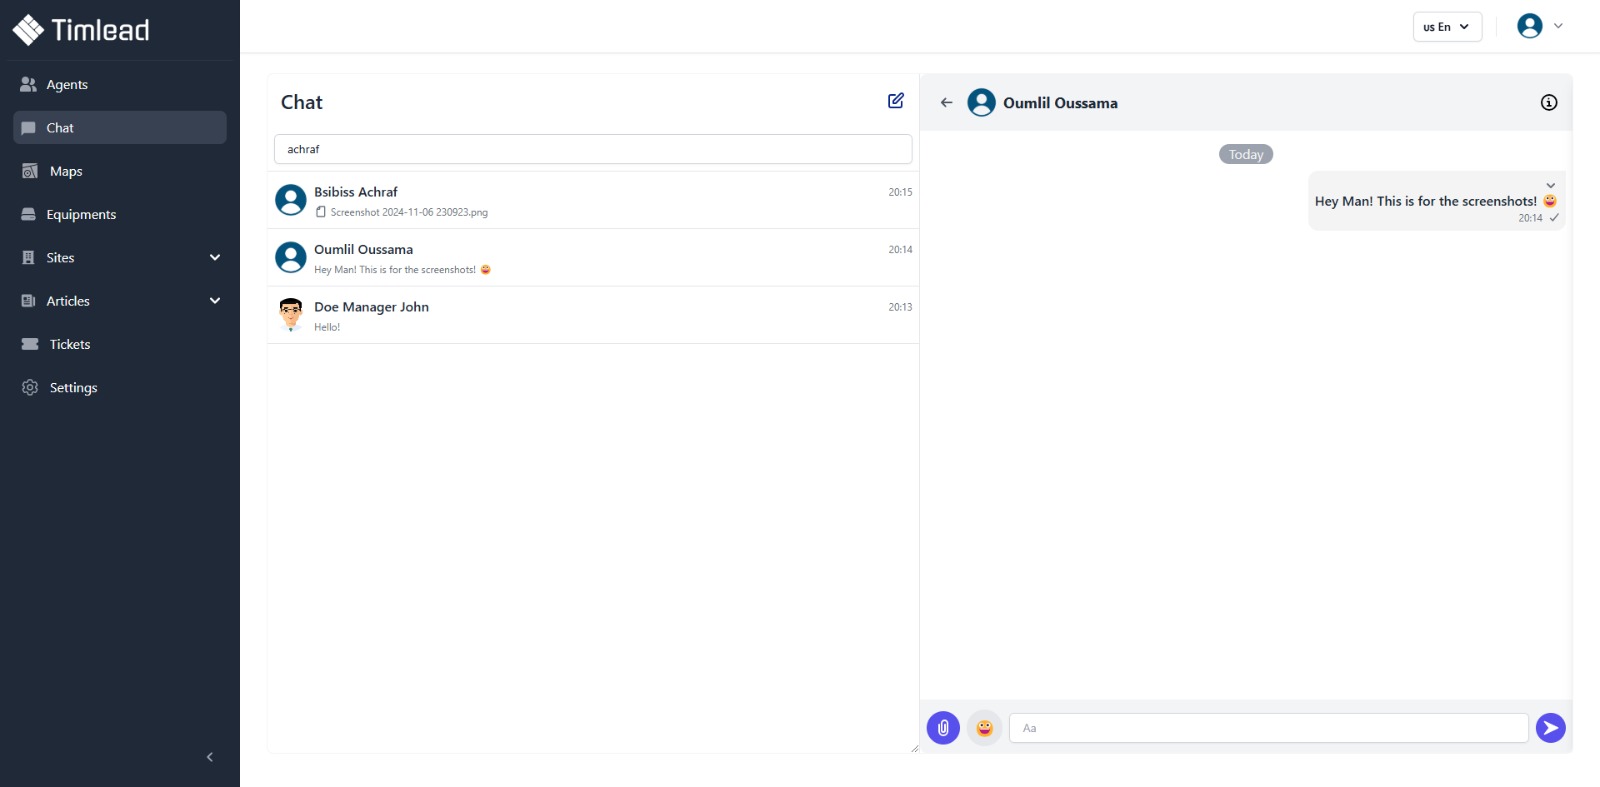 Timlead
Agents
Chat
Maps
Equipments
Sites
Articles
Tickets
Settings
us En
Chat
achraf
Bsibiss Achraf
20:15
Screenshot 2024-11-06 230923.png
Oumlil Oussama
20:14
Hey Man! This is for the screenshots! 😀
Doe Manager John
20:13
Hello!
Oumlil Oussama
Today
Hey Man! This is for the screenshots! 😀
20:14
Aa